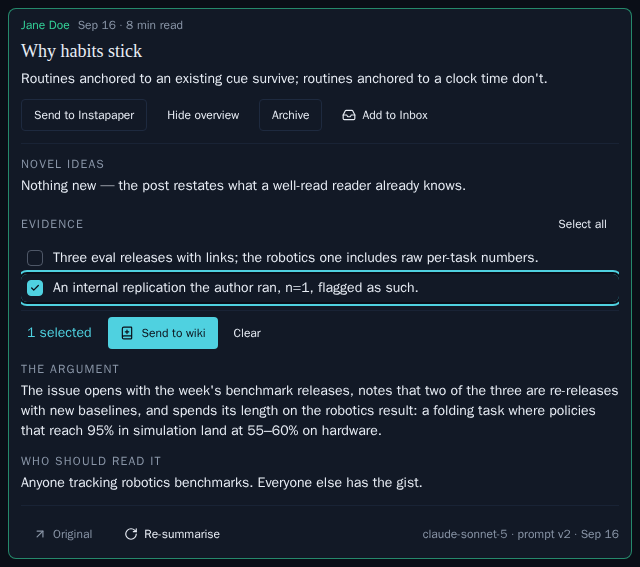 Jane Doe Sep 16 · 8 min read
Why habits stick
Routines anchored to an existing cue survive; routines anchored to a clock time don't.
Send to Instapaper Hide overview Archive Add to Inbox
NOVEL IDEAS
Nothing new — the post restates what a well-read reader already knows.
EVIDENCE Select all
Three eval releases with links; the robotics one includes raw per-task numbers.
An internal replication the author ran, n=1, flagged as such.
1 selected Send to wiki Clear
THE ARGUMENT
The issue opens with the week's benchmark releases, notes that two of the three are re-releases
with new baselines, and spends its length on the robotics result: a folding task where policies
that reach 95% in simulation land at 55–60% on hardware.
WHO SHOULD READ IT
Anyone tracking robotics benchmarks. Everyone else has the gist.
Original Re-summarise claude-sonnet-5 · prompt v2 · Sep 16